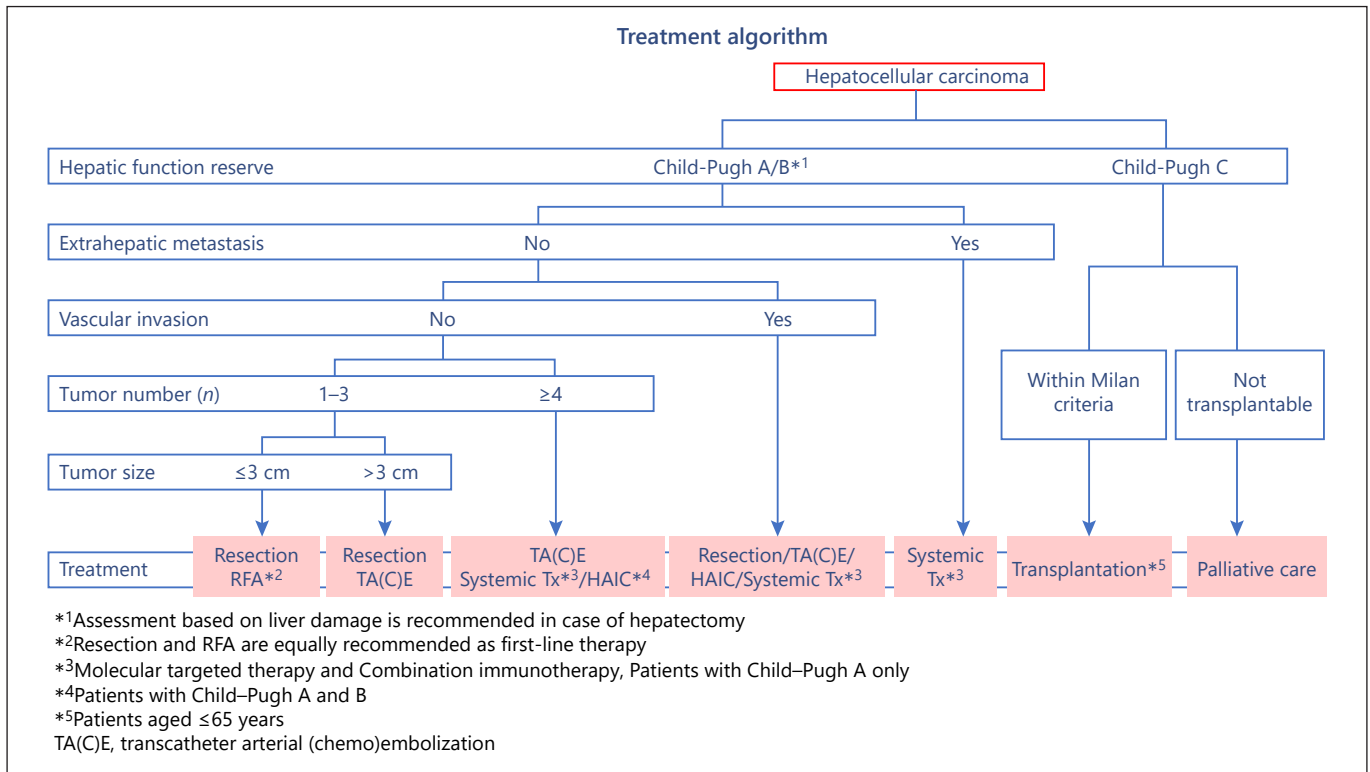 Treatment algorithm
Hepatocellular carcinoma
Hepatic function reserve Child-Pugh A/B*1 Child-Pugh C
Extrahepatic metastasis No Yes
Vascular invasion No Yes
Within Milan
criteria
Not
transplantable
Tumor number (n) 1–3 ≥4
Tumor size ≤3 cm >3 cm
Treatment
Resection
RFA*2
Resection
TA(C)E
TA(C)E
Systemic Tx*3/HAIC*4
Resection/TA(C)E/
HAIC/Systemic Tx*3
Systemic
Tx*3
Transplantation*5
Palliative care
*1Assessment based on liver damage is recommended in case of hepatectomy
*2Resection and RFA are equally recommended as first-line therapy
*3Molecular targeted therapy and Combination immunotherapy, Patients with Child–Pugh A only
*4Patients with Child–Pugh A and B
*5Patients aged ≤65 years
TA(C)E, transcatheter arterial (chemo)embolization